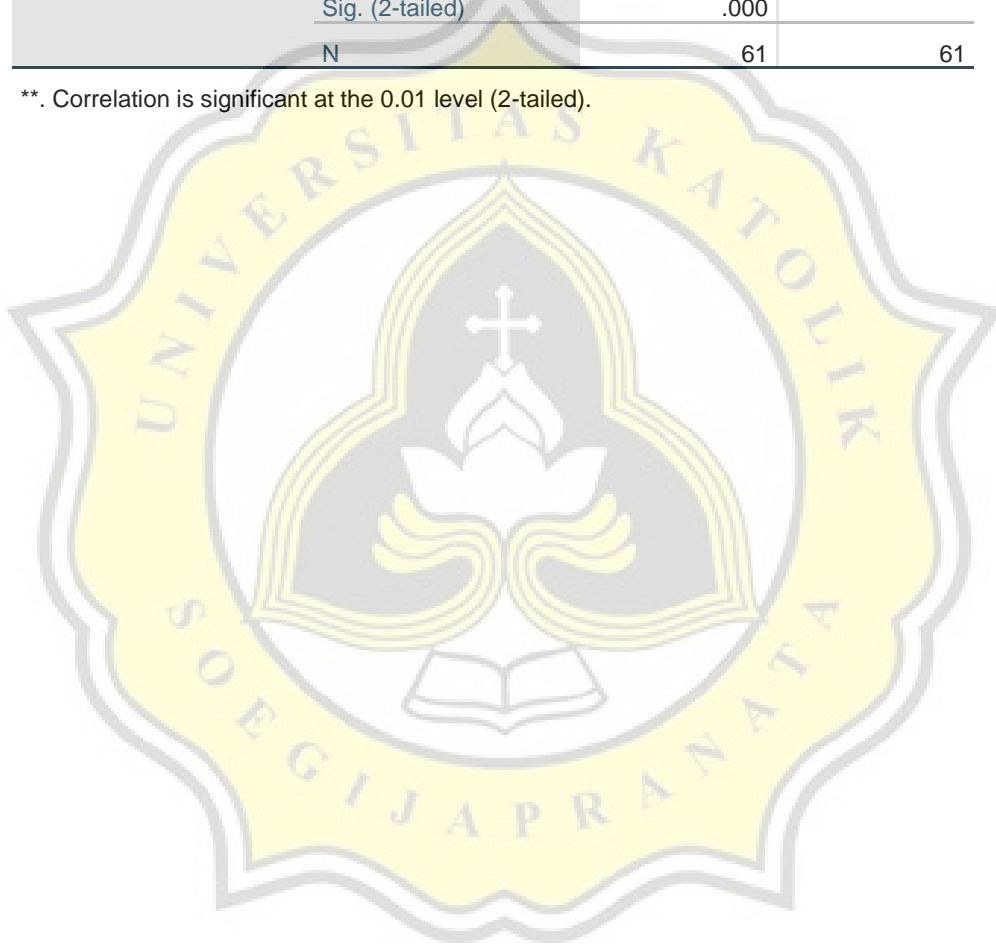 Sig. (2-tailed) .000
N 61 61
**. Correlation is significant at the 0.01 level (2-tailed).
UNIVERSITAS KATOLIK
SOEGIJAPRANATA